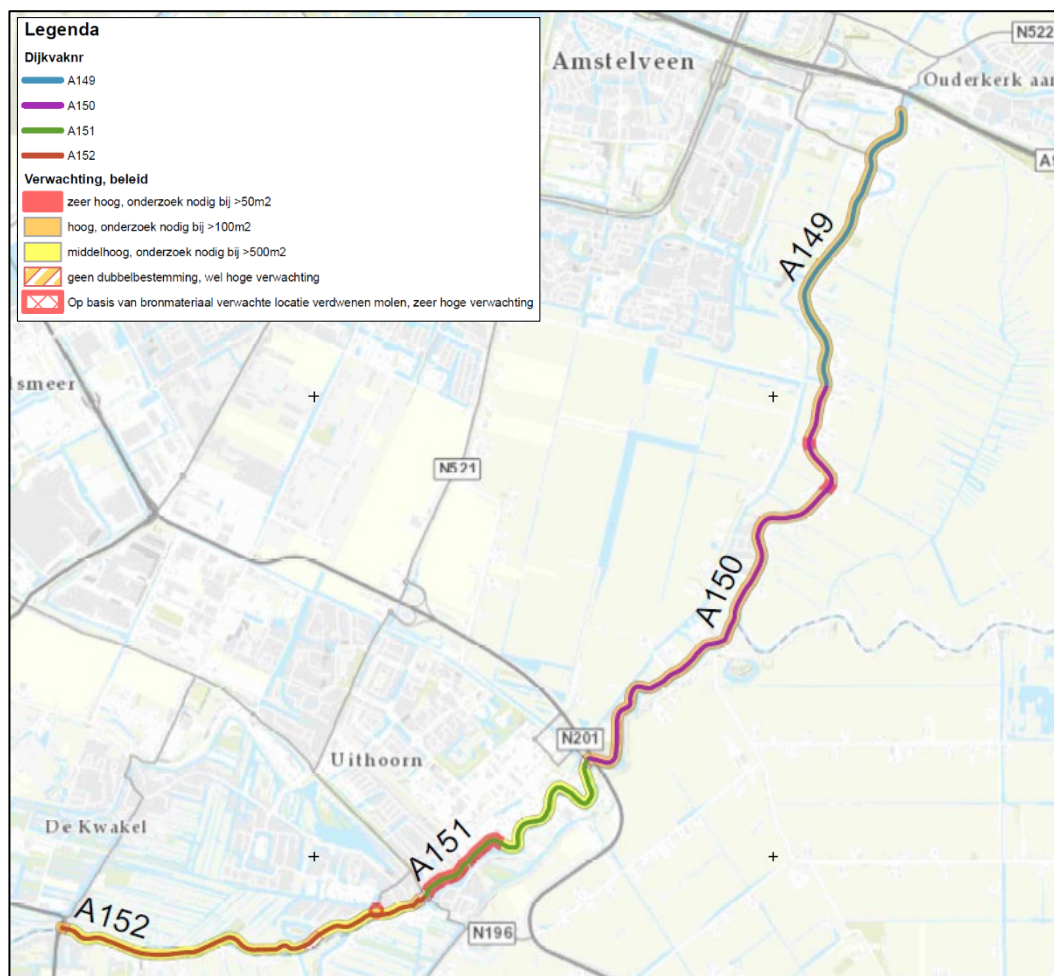 Legenda
Dijkvaknr
A149
A150
A151
A152
Verwachting, beleid
zeer hoog, onderzoek nodig bij >50m2
hoog, onderzoek nodig bij >100m2
middelhoog, onderzoek nodig bij >500m2
geen dubbelbestemming, wel hoge verwachting
Op basis van bronmateriaal verwachte locatie verdwenen molen, zeer hoge verwachting
N522
Amstelveen
Ouderkerk aan
A9
A149
lsmeer
N521
A150
N201
Uithoorn
De Kwakel
A151
A152
N196